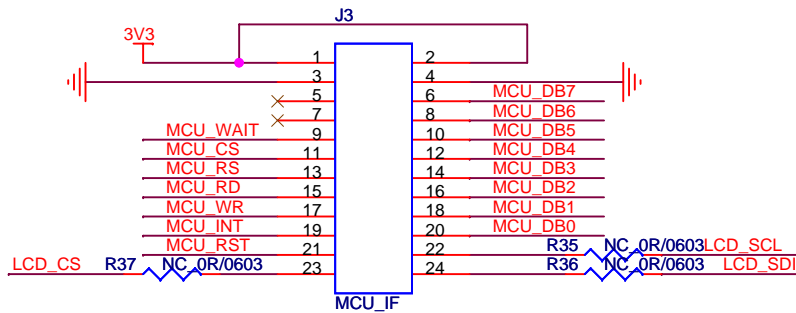 J3
3V3
1 2
3 4
5 6 MCU_DB7
7 8 MCU_DB6
MCU_WAIT 9 10 MCU_DB5
MCU_CS 11 12 MCU_DB4
MCU_RS 13 14 MCU_DB3
MCU_RD 15 16 MCU_DB2
MCU_WR 17 18 MCU_DB1
MCU_INT 19 20 MCU_DB0
MCU_RST 21 22 R35 NC_0R/0603 LCD_SCL
LCD_CS R37 NC_0R/0603 23 24 R36 NC_0R/0603 LCD_SDI
MCU_IF